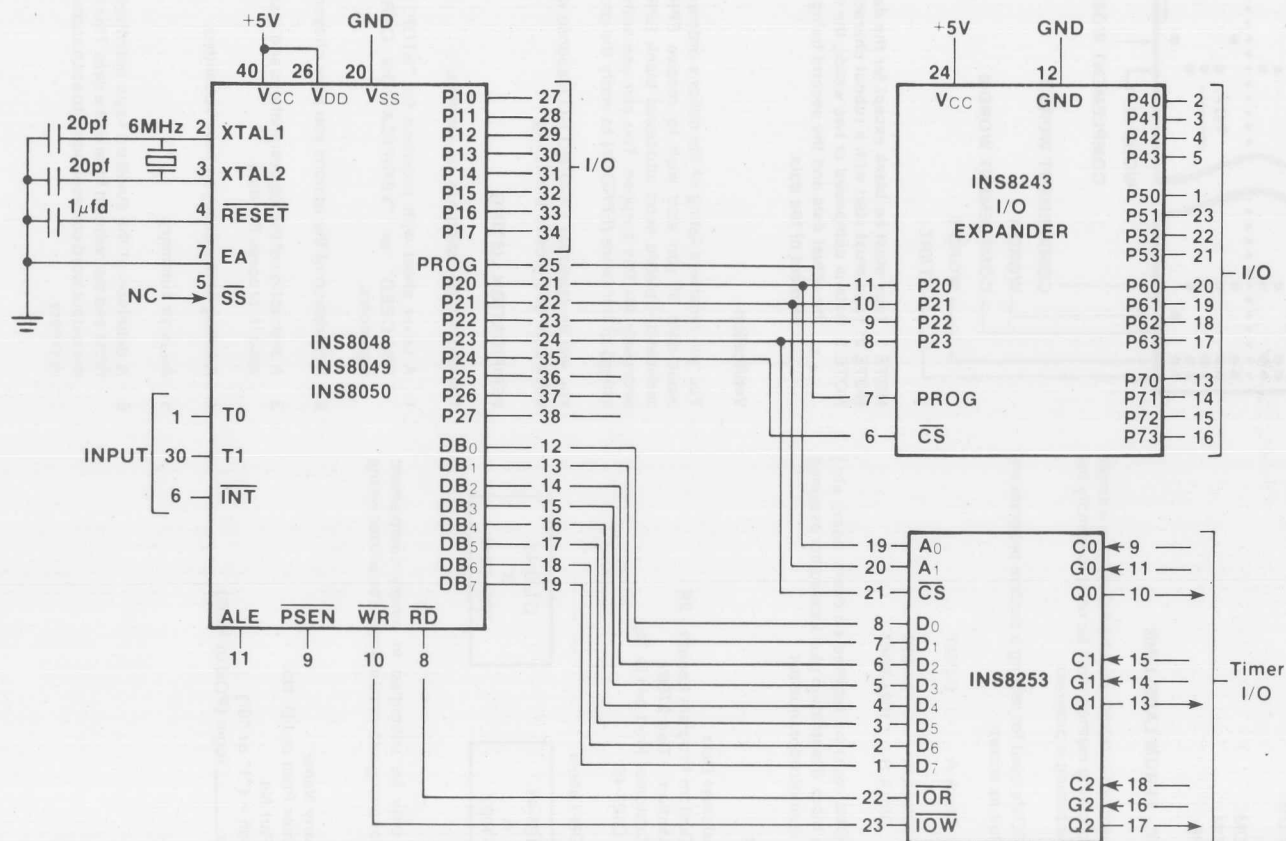 +5V GND
40 26 20
VCC VDD VSS
20pf 6MHz 2 XTAL1
20pf 3 XTAL2
1μfd 4 RESET
7 EA
5
NC SS
INPUT
1 T0
30 T1
6 INT
INS8048
INS8049
INS8050
P10 27
P11 28
P12 29
P13 30
P14 31
P15 32
P16 33
P17 34
I/O
PROG 25
P20 21
P21 22
P22 23
P23 24
P24 35
P25 36
P26 37
P27 38
DB0 12
DB1 13
DB2 14
DB3 15
DB4 16
DB5 17
DB6 18
DB7 19
ALE PSEN WR RD
11 9 10 8
+5V GND
24 12
VCC GND
INS8243
I/O
EXPANDER
11 P20
10 P21
9 P22
8 P23
7 PROG
6 CS
P40 2
P41 3
P42 4
P43 5
P50 1
P51 23
P52 22
P53 21
P60 20
P61 19
P62 18
P63 17
P70 13
P71 14
P72 15
P73 16
I/O
19 A0
20 A1
21 CS
8 D0
7 D1
6 D2
5 D3
4 D4
3 D5
2 D6
1 D7
22 IOR
23 IOW
INS8253
C0 9
G0 11
Q0 10
C1 15
G1 14
Q1 13
C2 18
G2 16
Q2 17
Timer
I/O